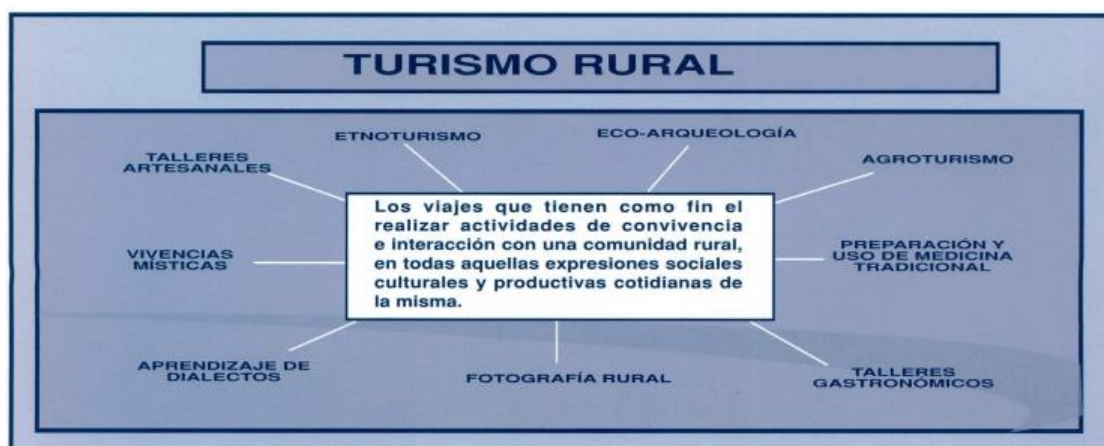 TURISMO RURAL
ETNOTURISMO
ECO-ARQUEOLOGÍA
TALLERES
ARTESANALES
AGROTURISMO
Los viajes que tienen como fin el
realizar actividades de convivencia
e interacción con una comunidad rural,
en todas aquellas expresiones sociales
culturales y productivas cotidianas de
la misma.
VIVENCIAS
MÍSTICAS
PREPARACIÓN Y
USO DE MEDICINA
TRADICIONAL
APRENDIZAJE DE
DIALECTOS
FOTOGRAFÍA RURAL
TALLERES
GASTRONÓMICOS